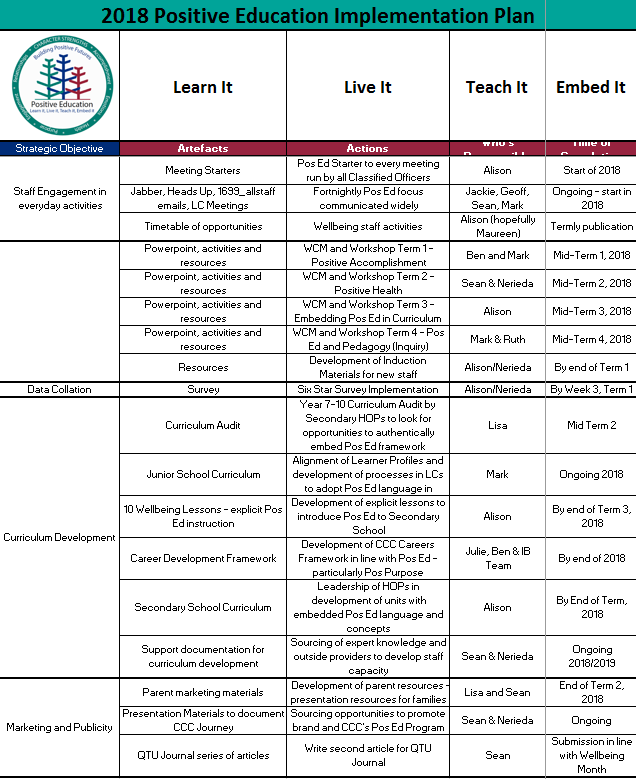 2018 Positive Education Implementation Plan
Building Positive Futures
Positive Education
Learn It, Live It, Teach It, Embed It
Learn It
Live It
Teach It
Embed It
Strategic Objective
Artefacts
Actions
Who's
Time of
Staff Engagement in
everyday activities
Meeting Starters
Pos Ed Starter to every meeting
run by all Classified Officers
Alison
Start of 2018
Jabber, Heads Up, 1699_allstaff
emails, LC Meetings
Fortnightly Pos Ed focus
communicated widely
Jackie, Geoff,
Sean, Mark
Ongoing - start in
2018
Timetable of opportunities
Wellbeing staff activities
Alison (hopefully
Maureen)
Termly publication
Powerpoint, activities and
resources
WCM and Workshop Term 1 -
Positive Accomplishment
Ben and Mark
Mid-Term 1, 2018
Powerpoint, activities and
resources
WCM and Workshop Term 2 -
Positive Health
Sean & Nerieda
Mid-Term 2, 2018
Powerpoint, activities and
resources
WCM and Workshop Term 3 -
Embedding Pos Ed in Curriculum
Alison
Mid-Term 3, 2018
Powerpoint, activities and
resources
WCM and Workshop Term 4 - Pos
Ed and Pedagogy (Inquiry)
Mark & Ruth
Mid-Term 4, 2018
Resources
Development of Induction
Materials for new staff
Alison/Nerieda
By end of Term 1
Data Collation
Survey
Six Star Survey Implementation
Alison/Nerieda
By Week 3, Term 1
Curriculum Development
Curriculum Audit
Year 7-10 Curriculum Audit by
Secondary HOPs to look for
opportunities to authentically
embed Pos Ed framework
Lisa
Mid Term 2
Junior School Curriculum
Alignment of Learner Profiles and
development of processes in LCs
to adopt Pos Ed language in
Mark
Ongoing 2018
10 Wellbeing Lessons - explicit Pos
Ed instruction
Development of explicit lessons to
introduce Pos Ed to Secondary
School
Alison
By end of Term 3,
2018
Career Development Framework
Development of CCC Careers
Framework in line with Pos Ed -
particularly Pos Purpose
Julie, Ben & IB
Team
By end of 2018
Secondary School Curriculum
Leadership of HOPs in
development of units with
embedded Pos Ed language and
concepts
Alison
By End of Term,
2018
Support documentation for
curriculum development
Sourcing of expert knowledge and
outside providers to develop staff
capacity
Sean & Nerieda
Ongoing
2018/2019
Marketing and Publicity
Parent marketing materials
Development of parent resources -
presentation resources for families
Lisa and Sean
End of Term 2,
2018
Presentation Materials to document
CCC Journey
Sourcing opportunities to promote
brand and CCC's Pos Ed Program
Sean & Nerieda
Ongoing
QTU Journal series of articles
Write second article for QTU
Journal
Sean
Submission in line
with Wellbeing
Month